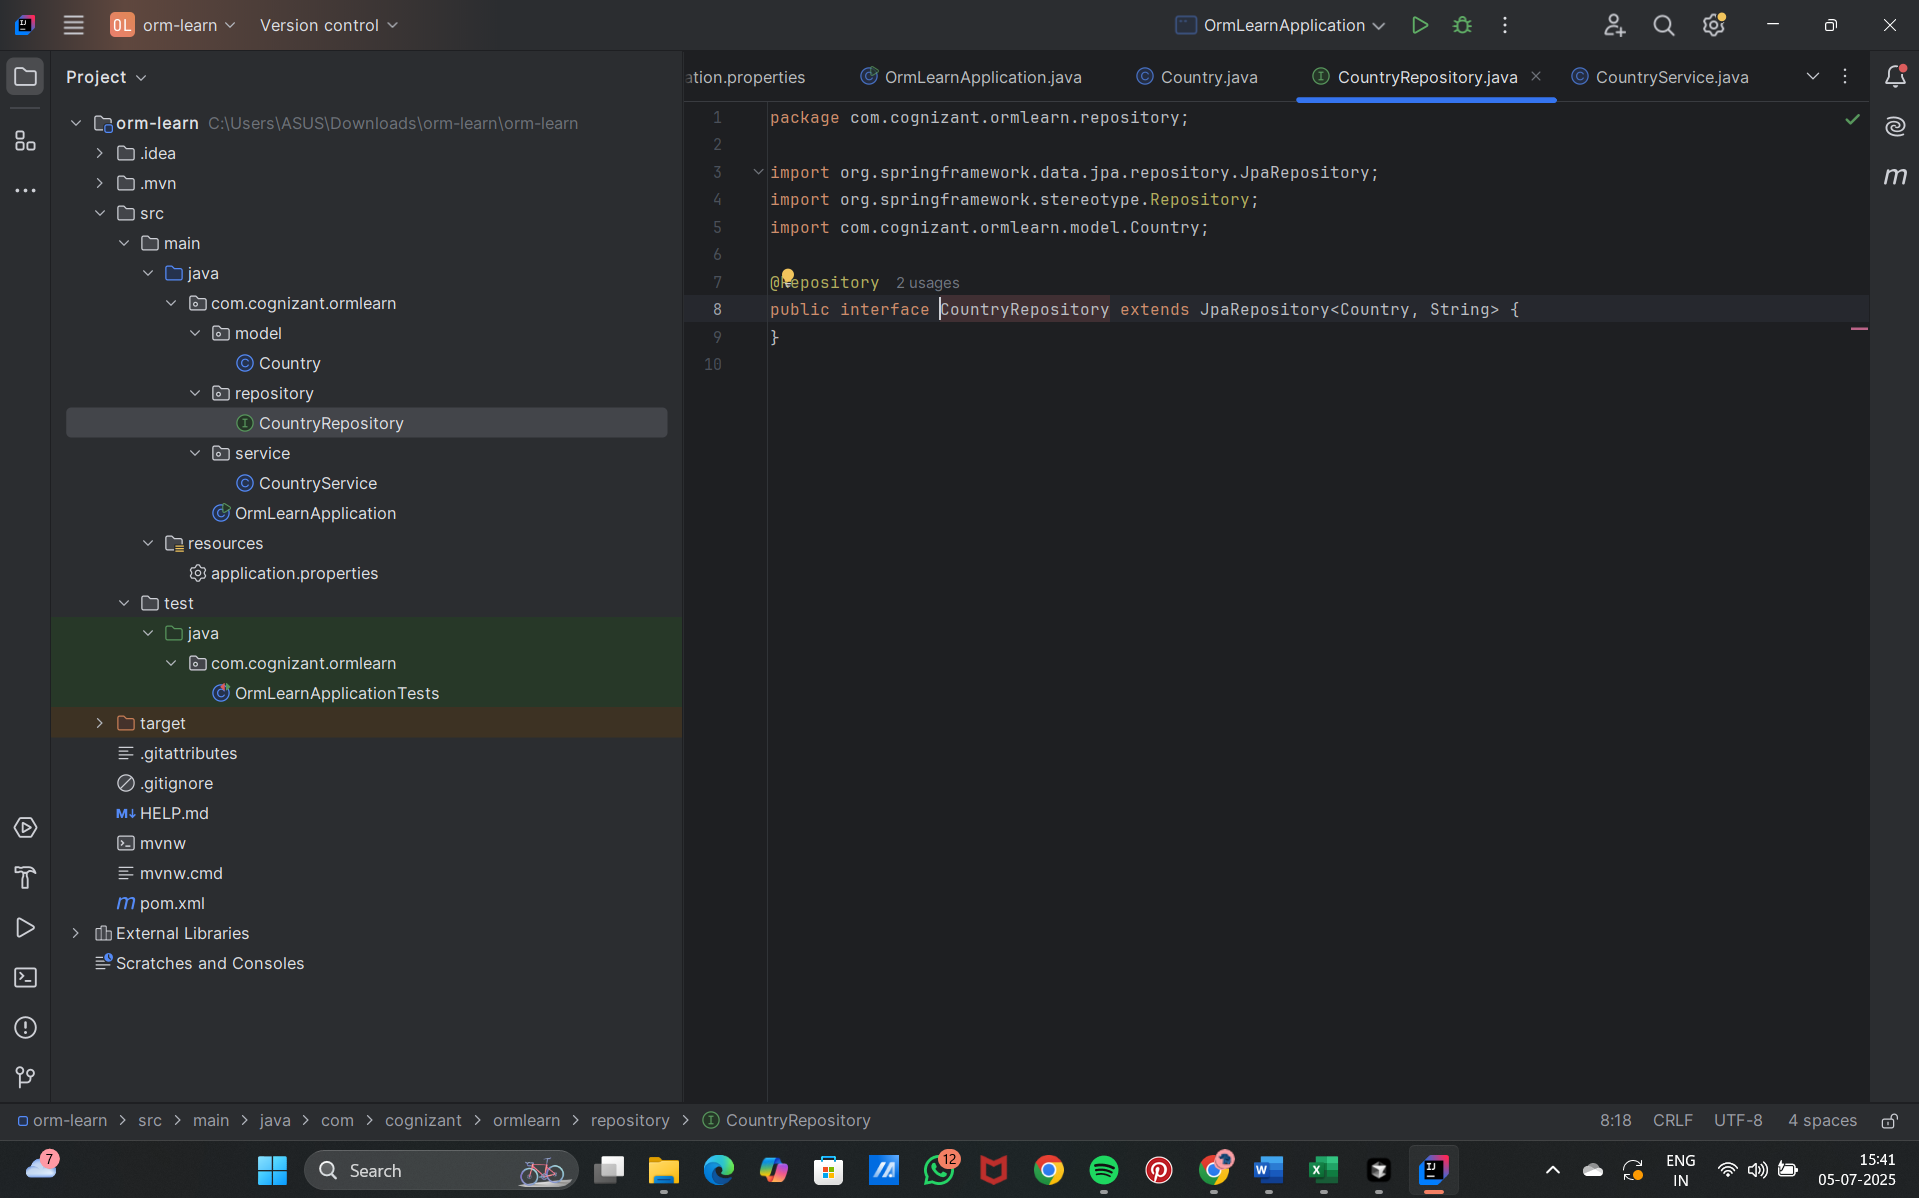 OL orm-learn Version control OrmLearnApplication
Project
orm-learn C:\Users\ASUS\Downloads\orm-learn\orm-learn
.idea
.mvn
src
main
java
com.cognizant.ormlearn
model
Country
repository
CountryRepository
service
CountryService
OrmLearnApplication
resources
application.properties
test
java
com.cognizant.ormlearn
OrmLearnApplicationTests
target
.gitattributes
.gitignore
M↓ HELP.md
mvnw
mvnw.cmd
m pom.xml
External Libraries
Scratches and Consoles
ation.properties OrmLearnApplication.java Country.java CountryRepository.java CountryService.java
1 package com.cognizant.ormlearn.repository;
2
3 import org.springframework.data.jpa.repository.JpaRepository;
4 import org.springframework.stereotype.Repository;
5 import com.cognizant.ormlearn.model.Country;
6
7 @Repository 2 usages
8 public interface CountryRepository extends JpaRepository<Country, String> {
9 }
10
m
orm-learn > src > main > java > com > cognizant > ormlearn > repository > CountryRepository 8:18 CRLF UTF-8 4 spaces
7 Search 12 ENG 15:41
IN 05-07-2025